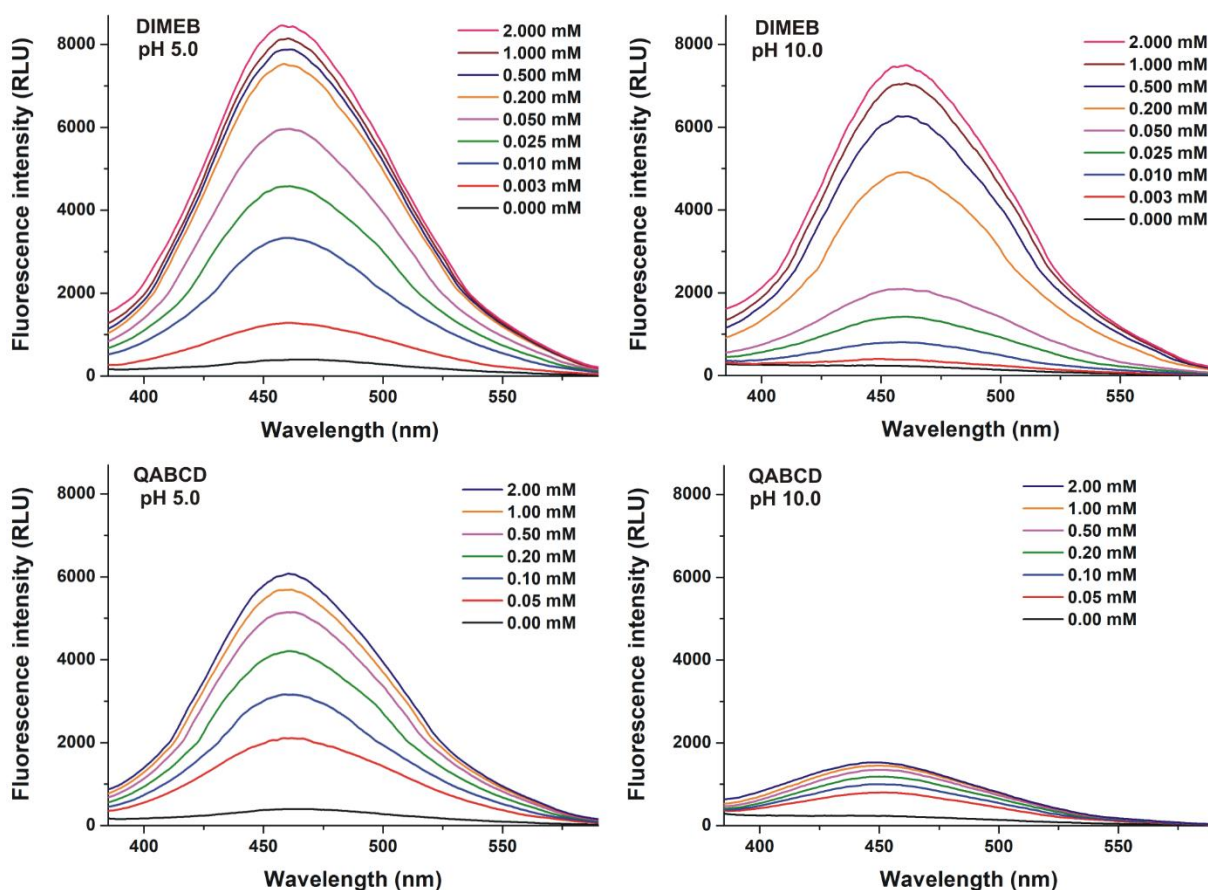 DIMEB
pH 5.0
2.000 mM
1.000 mM
0.500 mM
0.200 mM
0.050 mM
0.025 mM
0.010 mM
0.003 mM
0.000 mM
8000
6000
4000
2000
0
Fluorescence intensity (RLU)
400 450 500 550
Wavelength (nm)
DIMEB
pH 10.0
2.000 mM
1.000 mM
0.500 mM
0.200 mM
0.050 mM
0.025 mM
0.010 mM
0.003 mM
0.000 mM
8000
6000
4000
2000
0
Fluorescence intensity (RLU)
400 450 500 550
Wavelength (nm)
QABCD
pH 5.0
2.00 mM
1.00 mM
0.50 mM
0.20 mM
0.10 mM
0.05 mM
0.00 mM
8000
6000
4000
2000
0
Fluorescence intensity (RLU)
400 450 500 550
Wavelength (nm)
QABCD
pH 10.0
2.00 mM
1.00 mM
0.50 mM
0.20 mM
0.10 mM
0.05 mM
0.00 mM
8000
6000
4000
2000
0
Fluorescence intensity (RLU)
400 450 500 550
Wavelength (nm)